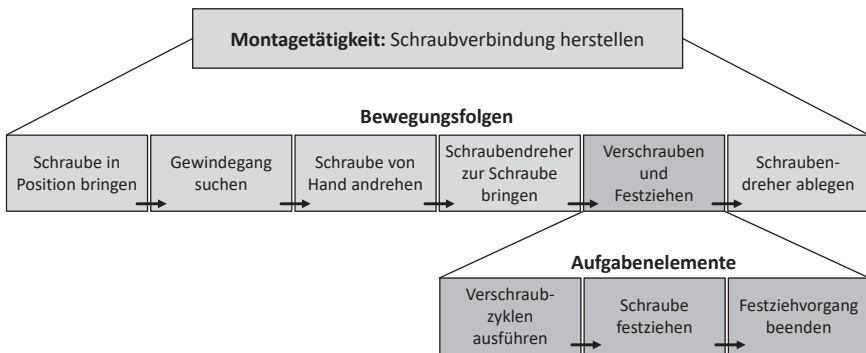 Montagetätigkeit: Schraubverbindung herstellen
Bewegungsfolgen
Schraube in
Position bringen
Gewindegang
suchen
Schraube von
Hand andrehen
Schraubendreher
zur Schraube
bringen
Verschrauben
und
Festziehen
Schrauben-
dreher ablegen
Aufgabenelemente
Verschraub-
zyklen
ausführen
Schraube
festziehen
Festziehvorgang
beenden